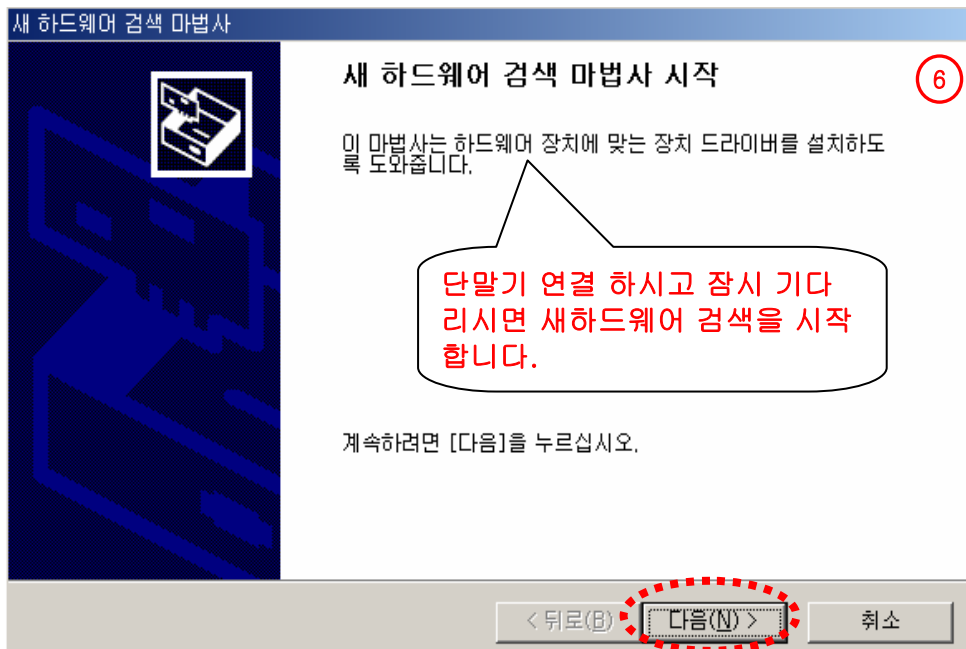 새 하드웨어 검색 마법사
새 하드웨어 검색 마법사 시작
6
이 마법사는 하드웨어 장치에 맞는 장치 드라이버를 설치하도
록 도와줍니다.
단말기 연결 하시고 잠시 기다
리시면 새하드웨어 검색을 시작
합니다.
계속하려면 [다음]을 누르십시오.
< 뒤로(B)
다음(N) >
취소